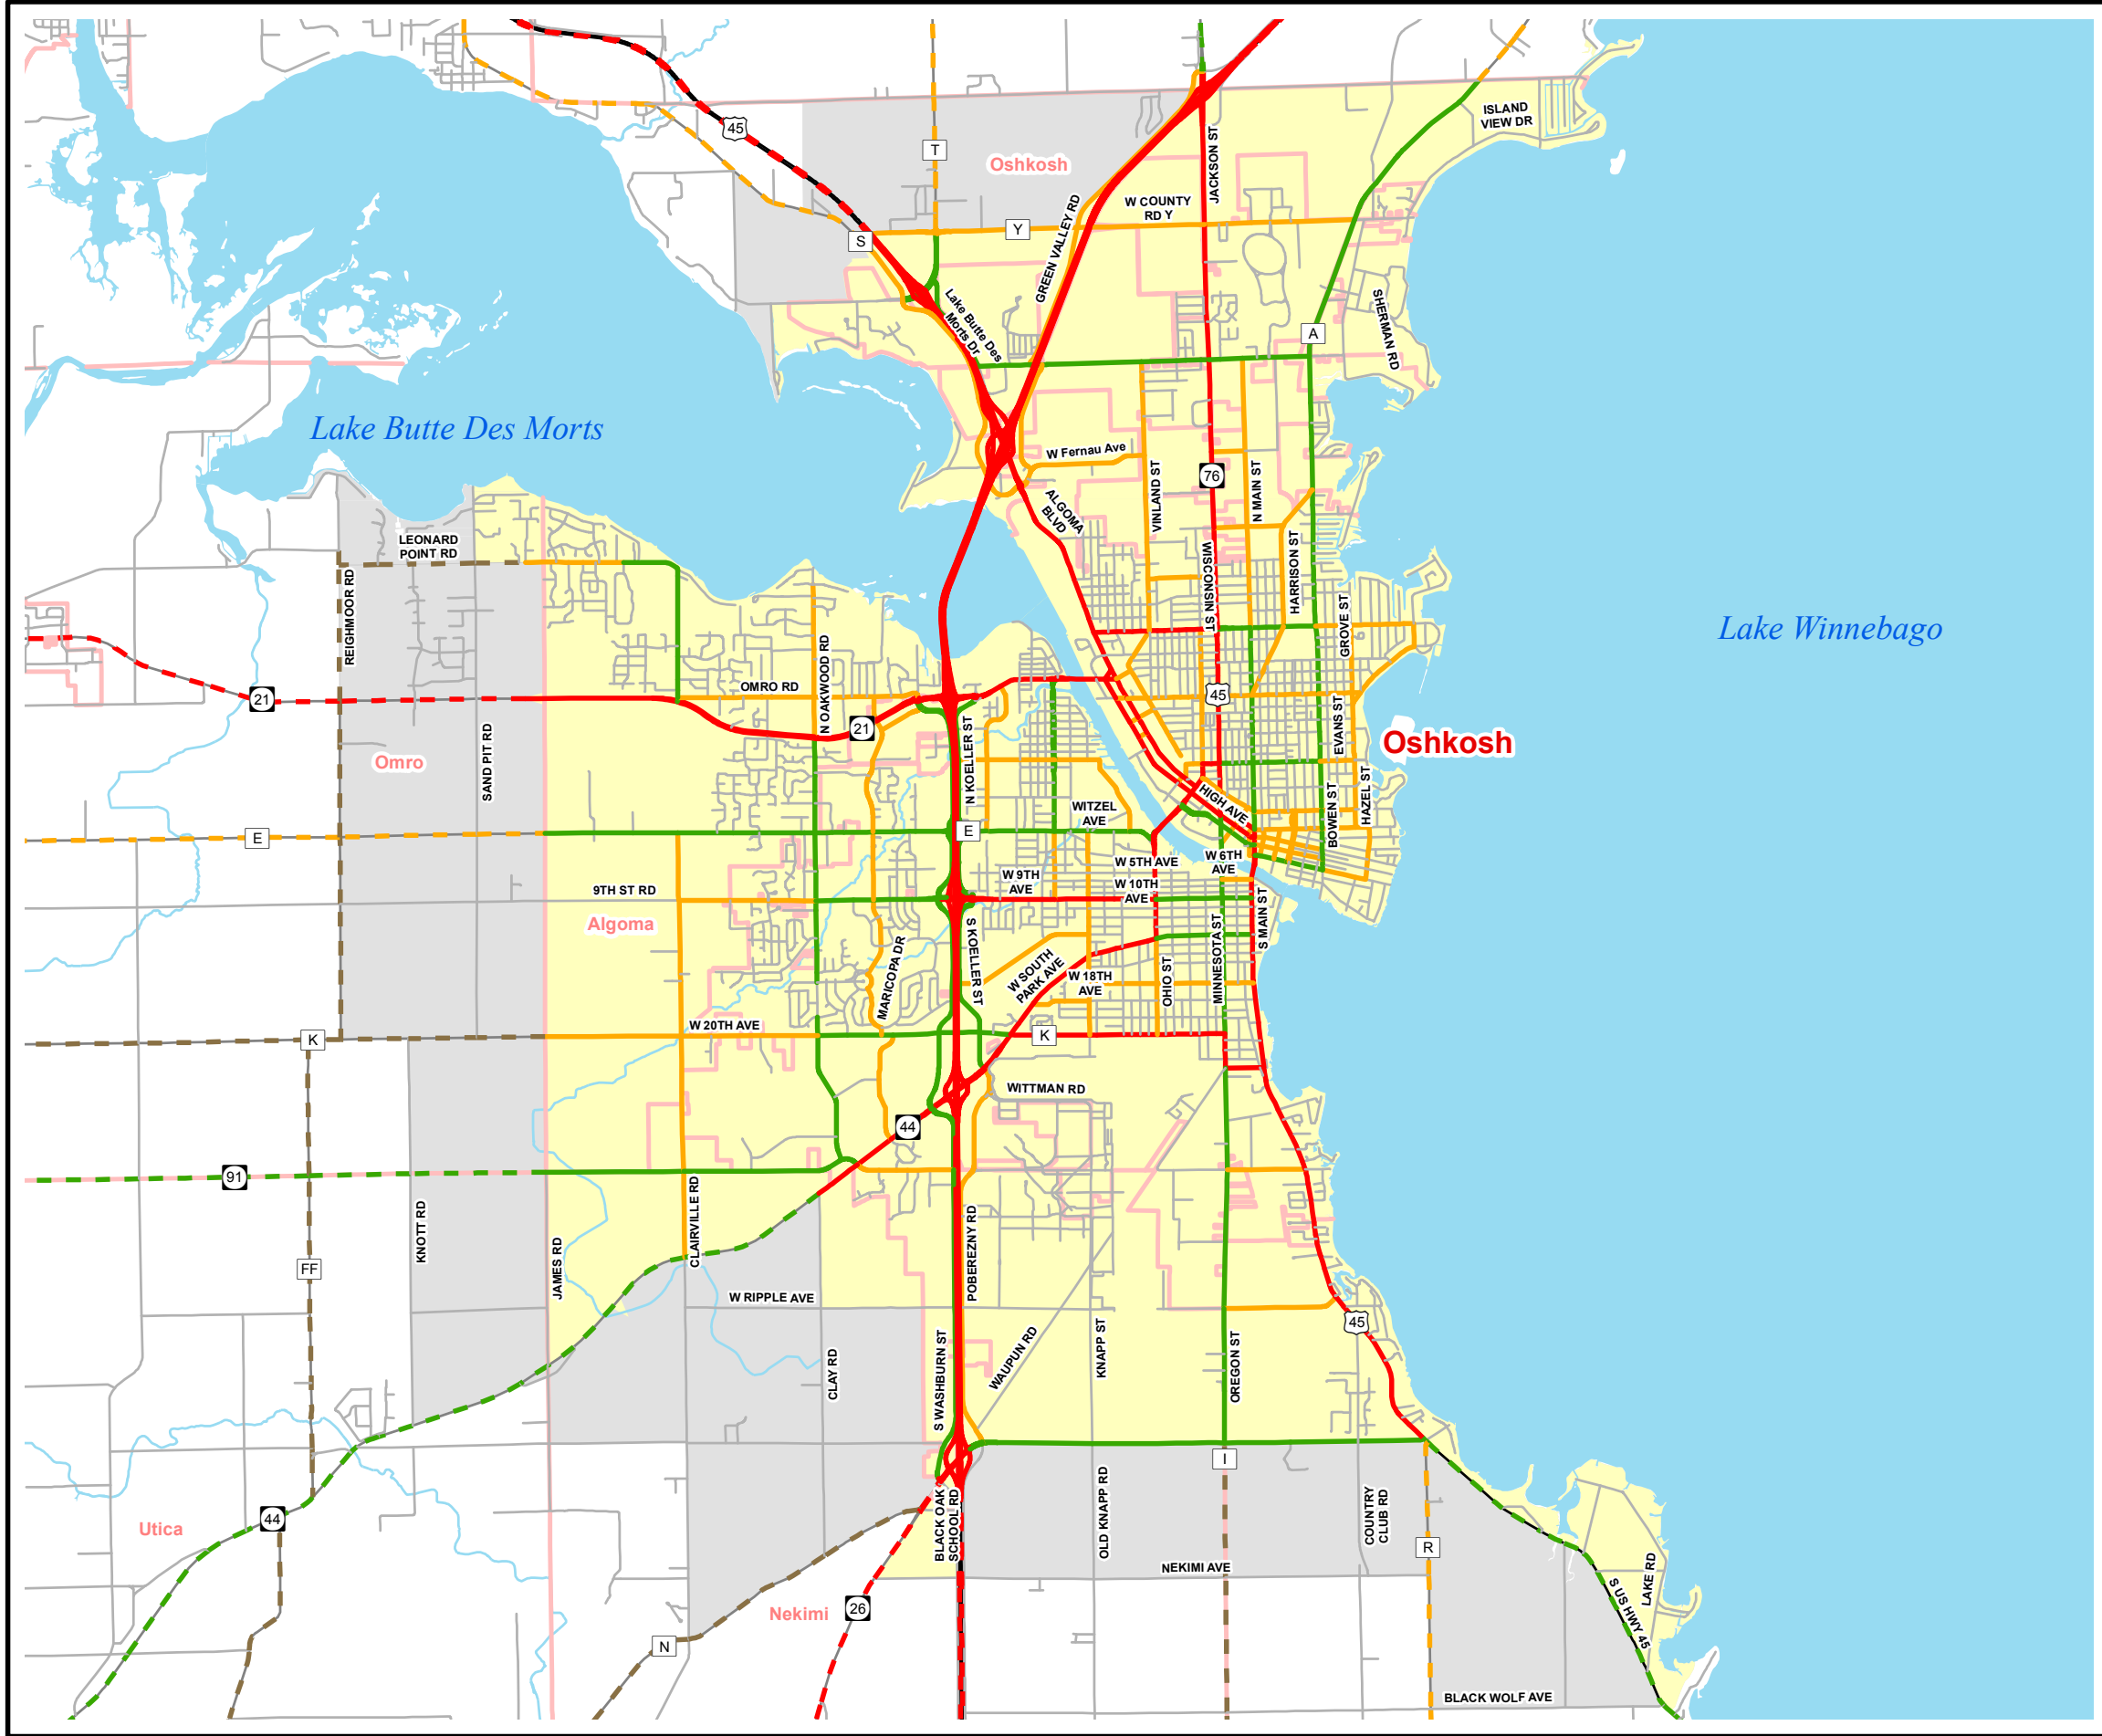 ISLAND
VIEW DR
45
T
Oshkosh
JACKSON ST
W COUNTY
RD Y
S
Y
GREEN VALLEY RD
Lake Butte Des
Morts Dr
SHERMAN RD
A
Lake Butte Des Morts
W Fernau Ave
76
VINLAND ST
N MAIN ST
ALGOMA
BLVD
LEONARD
POINT RD
REIGHMOOR RD
WISCONSIN ST
HARRISON ST
GROVE ST
Lake Winnebago
N OAKWOOD RD
OMRO RD
21
21
45
EVANS ST
Oshkosh
Omro
SAND PIT RD
N KOELLER ST
HAZEL ST
BOWEN ST
HIGH AVE
WITZEL
AVE
E
E
W 5TH AVE
W 6TH
AVE
W 9TH
AVE
W 10TH
AVE
9TH ST RD
Algoma
S MAIN ST
MINNESOTA ST
MARICOPA DR
S KOELLER ST
W SOUTH
PARK AVE
W 18TH
AVE
OHIO ST
W 20TH AVE
K
K
WITTMAN RD
44
91
KNOTT RD
CLAIRVILLE RD
JAMES RD
FF
POBEREZNY RD
W RIPPLE AVE
45
CLAY RD
S WASHBURN ST
WAUPUN RD
KNAPP ST
OREGON ST
I
44
Utica
BLACK OAK
SCHOOL RD
OLD KNAPP RD
COUNTRY
CLUB RD
R
NEKIMI AVE
LAKE RD
S US HWY 45
26
Nekimi
N
BLACK WOLF AVE